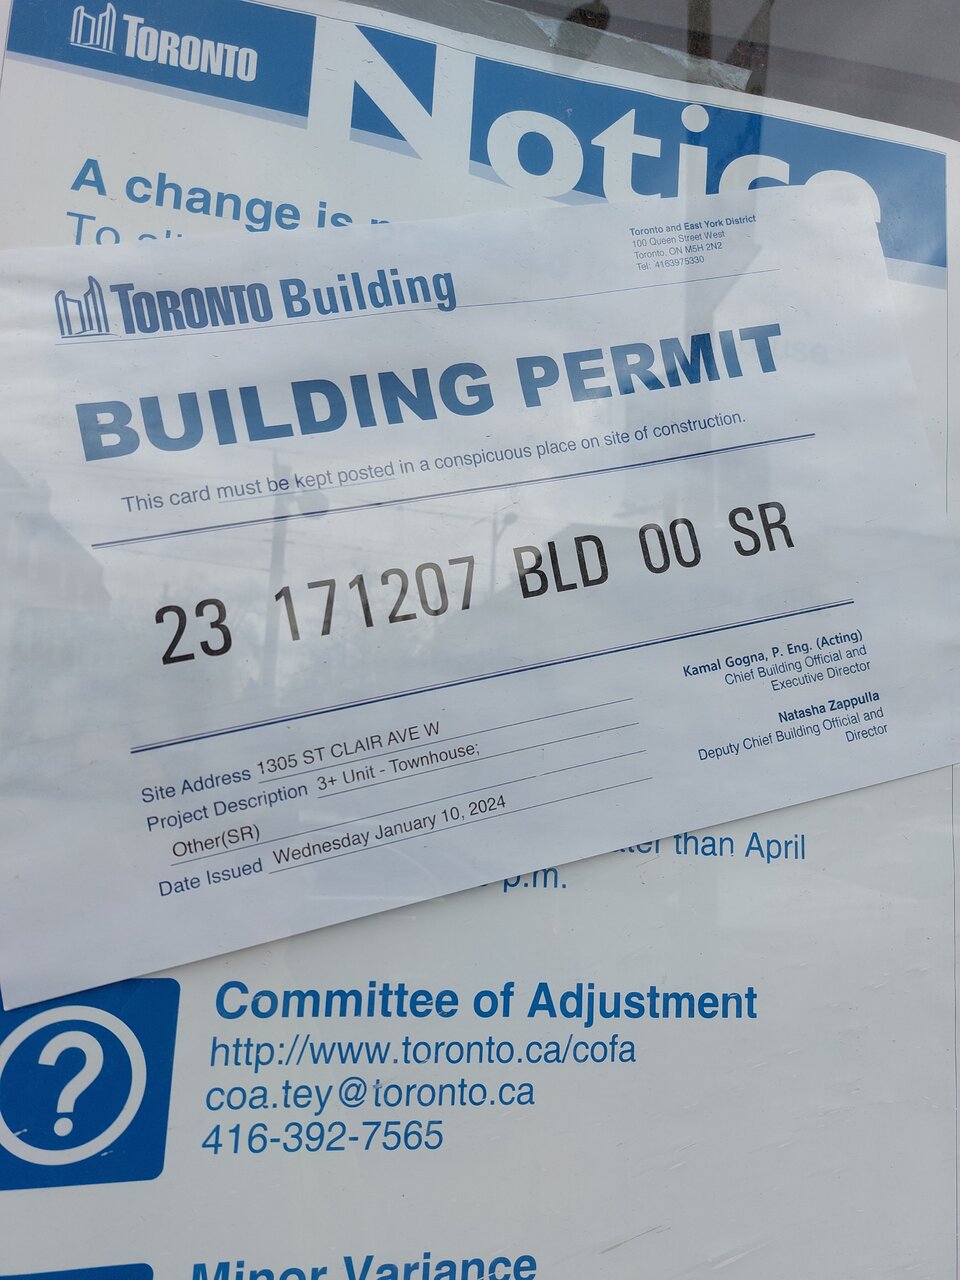 TORONTO
Notice
A change is
To
Toronto and East York District
100 Queen Street West
Toronto, ON M5H 2N2
Tel: 4163975330
TORONTO Building
BUILDING PERMIT
This card must be kept posted in a conspicuous place on site of construction.
23 171207 BLD 00 SR
Kamal Gogna, P. Eng. (Acting)
Chief Building Official and
Executive Director
Natasha Zappulla
Deputy Chief Building Official and
Director
Site Address 1305 ST CLAIR AVE W
Project Description 3+ Unit - Townhouse;
Other(SR)
Date Issued Wednesday January 10, 2024
than April
p.m.
?
Committee of Adjustment
http://www.toronto.ca/cofa
coa.tey@toronto.ca
416-392-7565
Minor Variance